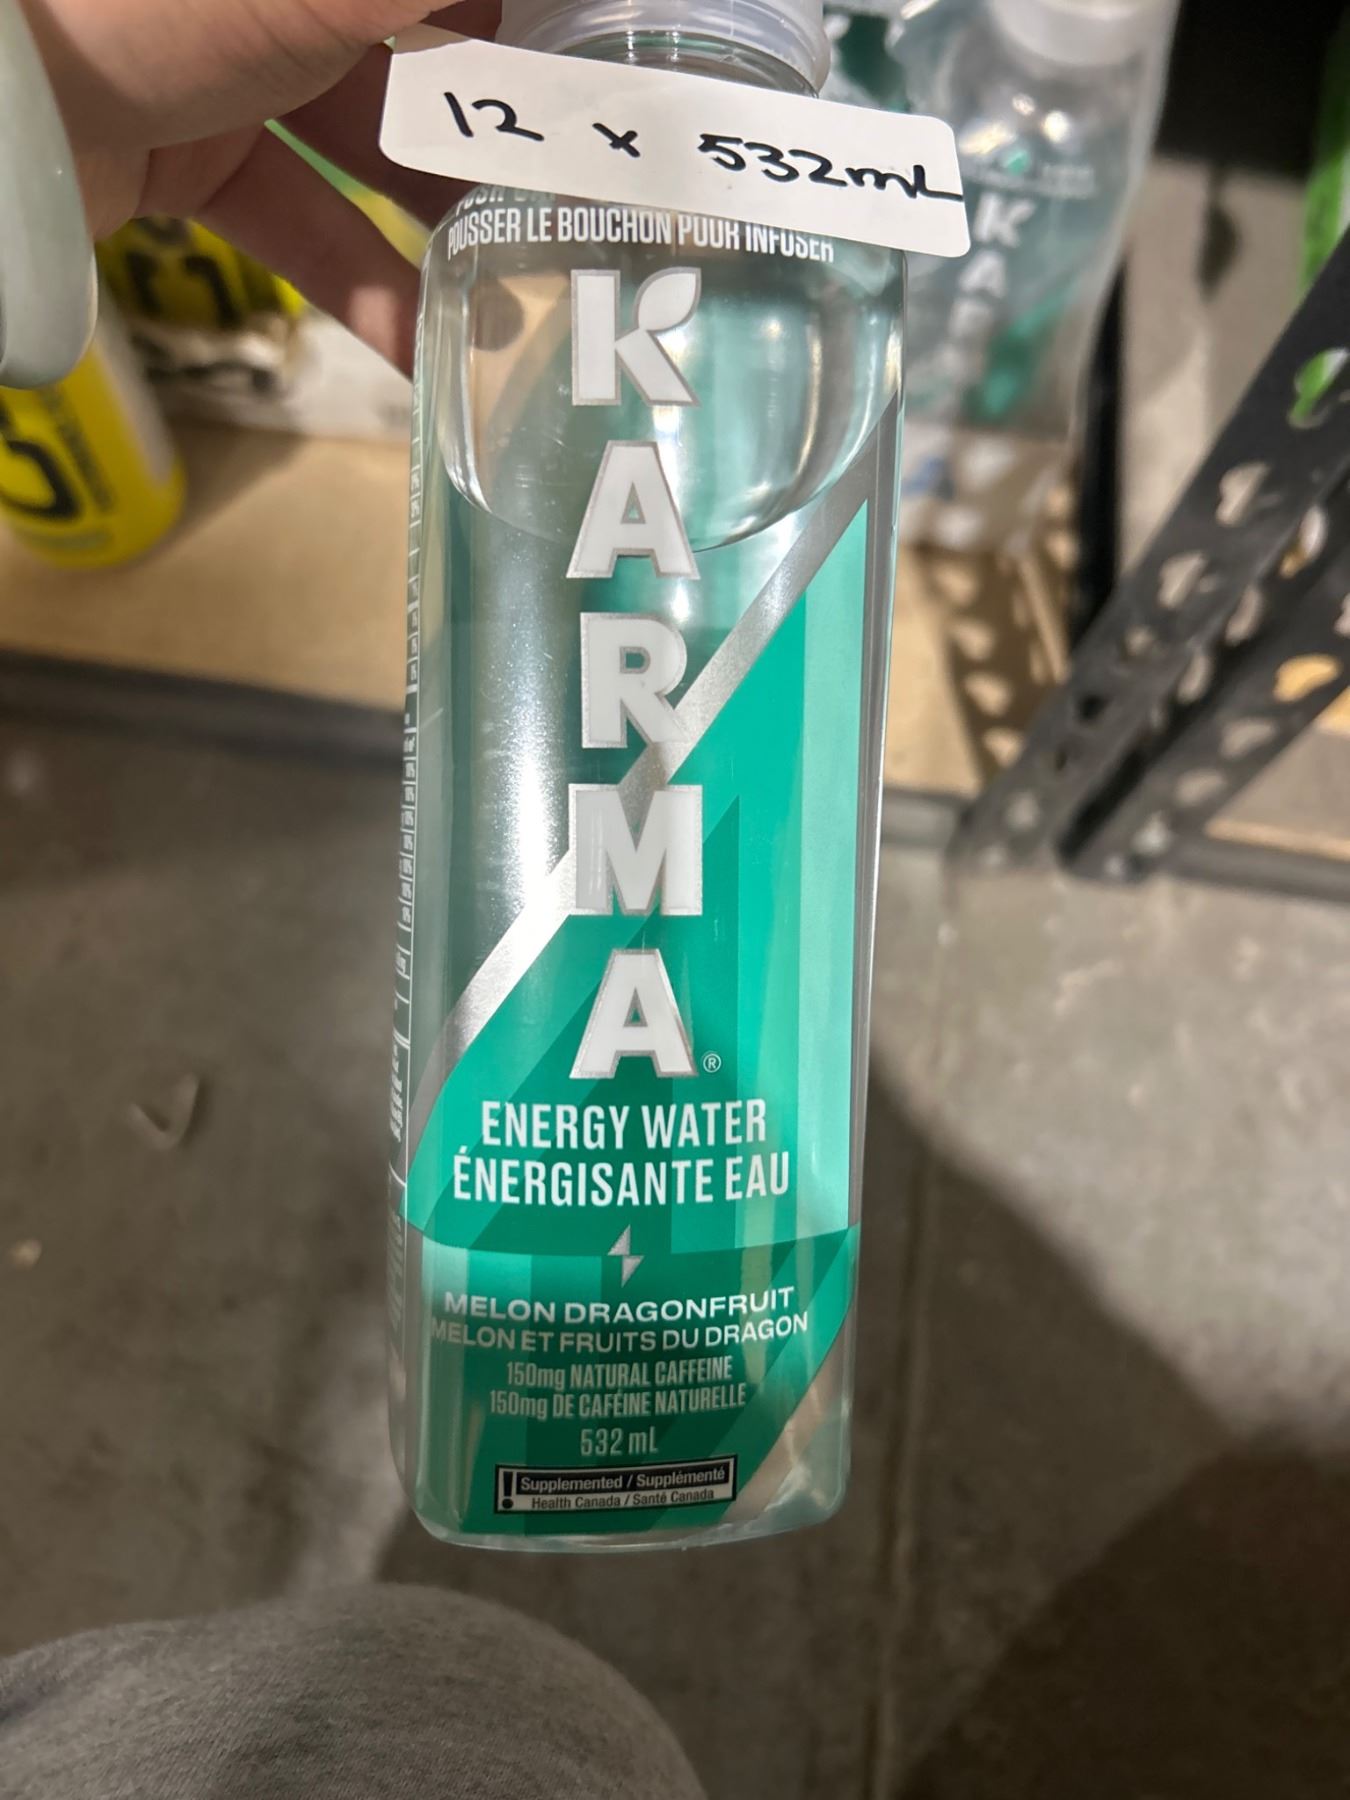 12 x 532mL
POUSSER LE BOUCHON POUR INFUSER
KARMA®
ENERGY WATER
ÉNERGISANTE EAU
MELON DRAGONFRUIT
MELON ET FRUITS DU DRAGON
150mg NATURAL CAFFEINE
150mg DE CAFÉINE NATURELLE
532 mL
Supplemented / Supplémenté
Health Canada / Santé Canada